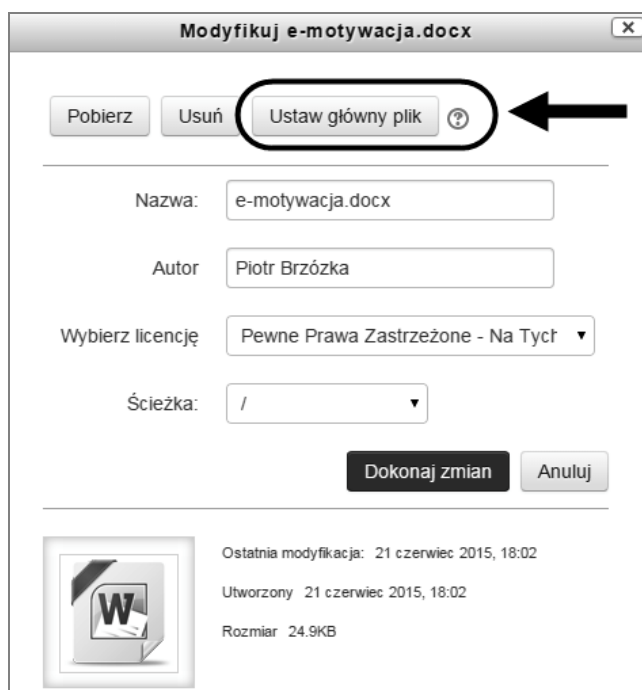 Modyfikuj e-motywacja.docx
Pobierz Usuń Ustaw główny plik ?
Nazwa: e-motywacja.docx
Autor Piotr Brzózka
Wybierz licencję Pewne Prawa Zastrzeżone - Na Tych
Ścieżka: /
Dokonaj zmian Anuluj
Ostatnia modyfikacja: 21 czerwiec 2015, 18:02
Utworzony 21 czerwiec 2015, 18:02
W
Rozmiar 24.9KB